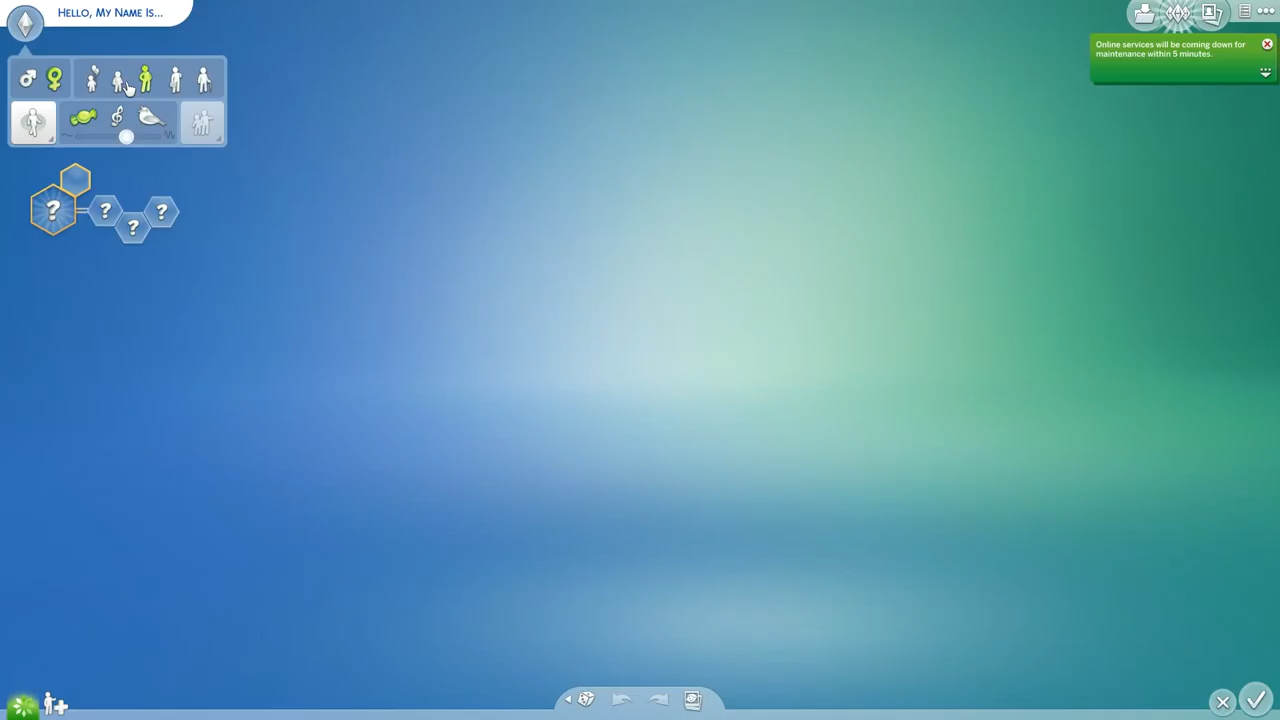 Hello, My Name Is...
Online services will be coming down for
maintenance within 5 minutes.
?
?
?
?